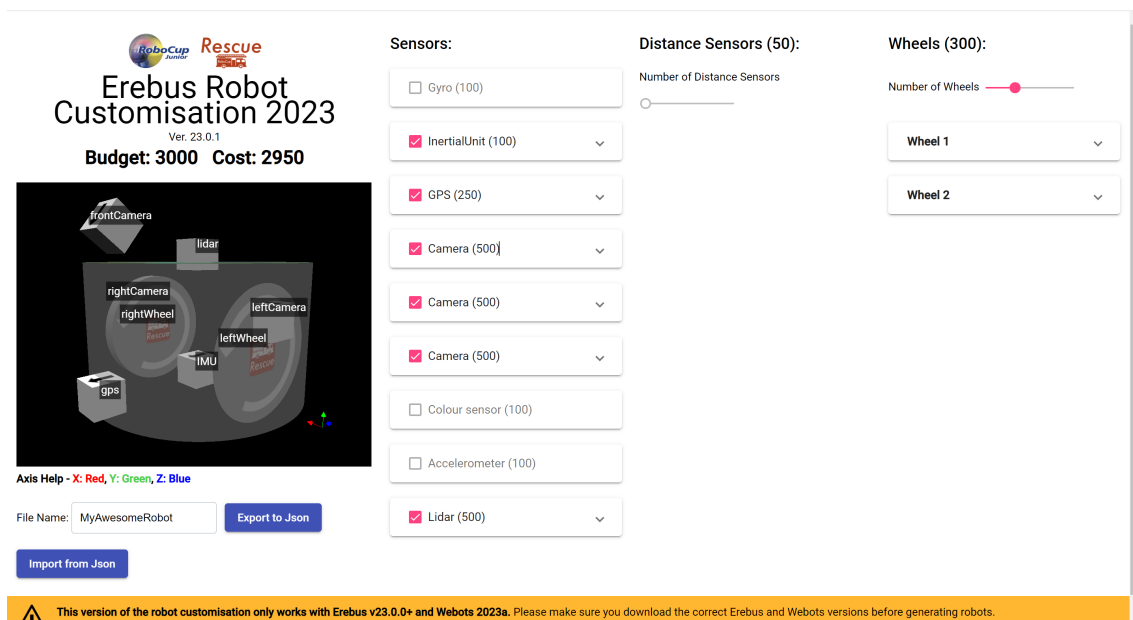 RoboCup
Junior
Rescue
Erebus Robot
Customisation 2023
Ver. 23.0.1
Budget: 3000 Cost: 2950
frontCamera
lidar
rightCamera
rightWheel
leftCamera
leftWheel
Rescue
Rescue
IMU
gps
Axis Help - X: Red, Y: Green, Z: Blue
File Name:
MyAwesomeRobot
Export to Json
Import from Json
Sensors:
Gyro (100)
InertialUnit (100)
GPS (250)
Camera (500)
Camera (500)
Camera (500)
Colour sensor (100)
Accelerometer (100)
Lidar (500)
Distance Sensors (50):
Number of Distance Sensors
Wheels (300):
Number of Wheels
Wheel 1
Wheel 2
This version of the robot customisation only works with Erebus v23.0.0+ and Webots 2023a. Please make sure you download the correct Erebus and Webots versions before generating robots.